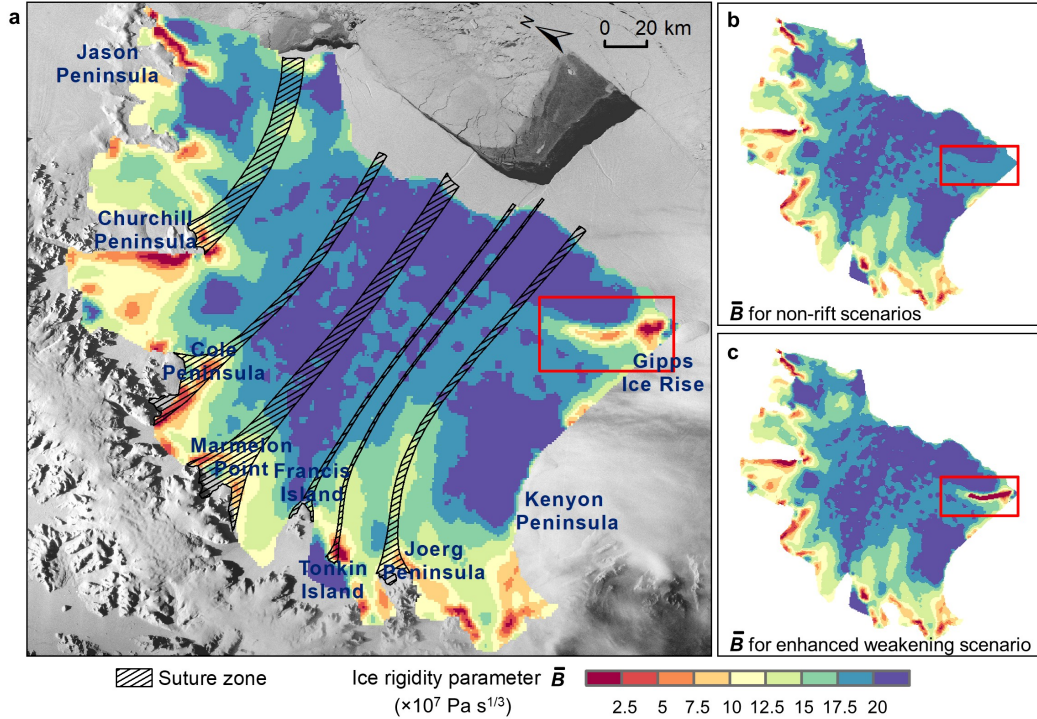 a
Jason
Peninsula
N
0 20 km
Churchill
Peninsula
Cole
Peninsula
Marmelon
Point
Francis
Island
Tonkin
Island
Joerg
Peninsula
Kenyon
Peninsula
Gipps
Ice Rise
b
B̅ for non-rift scenarios
c
B̅ for enhanced weakening scenario
Suture zone
Ice rigidity parameter B̅
(×10⁷ Pa s¹/³)
2.5 5 7.5 10 12.5 15 17.5 20